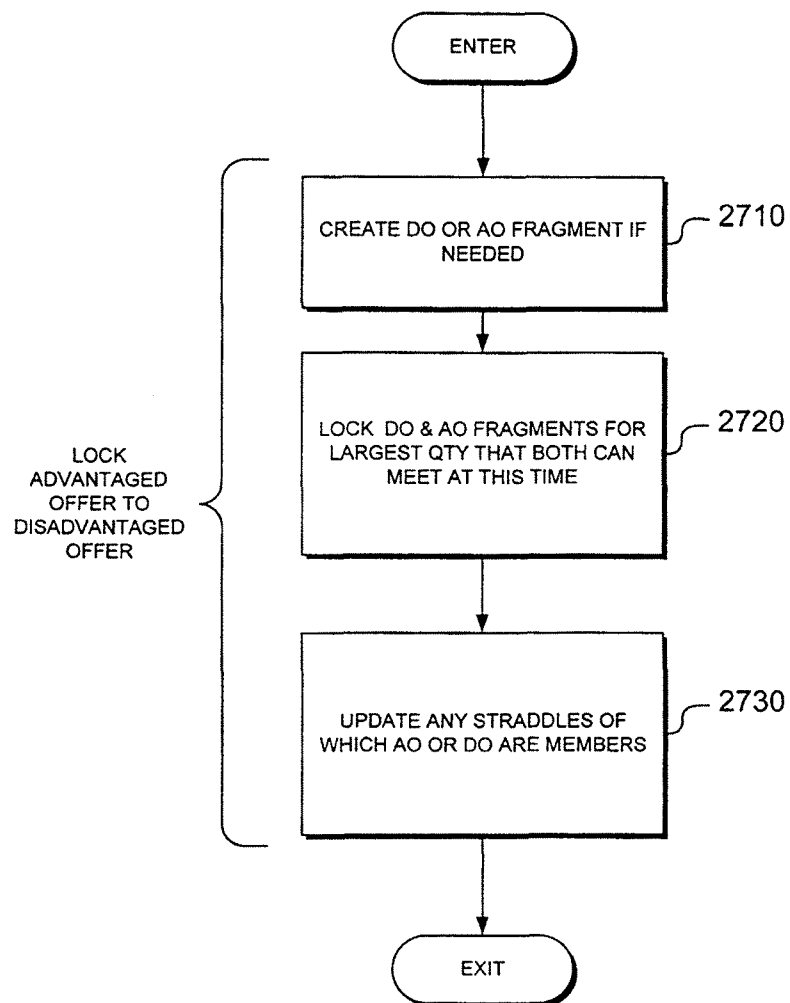 ENTER
CREATE DO OR AO FRAGMENT IF
NEEDED
2710
LOCK DO & AO FRAGMENTS FOR
LARGEST QTY THAT BOTH CAN
MEET AT THIS TIME
2720
LOCK
ADVANTAGED
OFFER TO
DISADVANTAGED
OFFER
UPDATE ANY STRADDLES OF
WHICH AO OR DO ARE MEMBERS
2730
EXIT